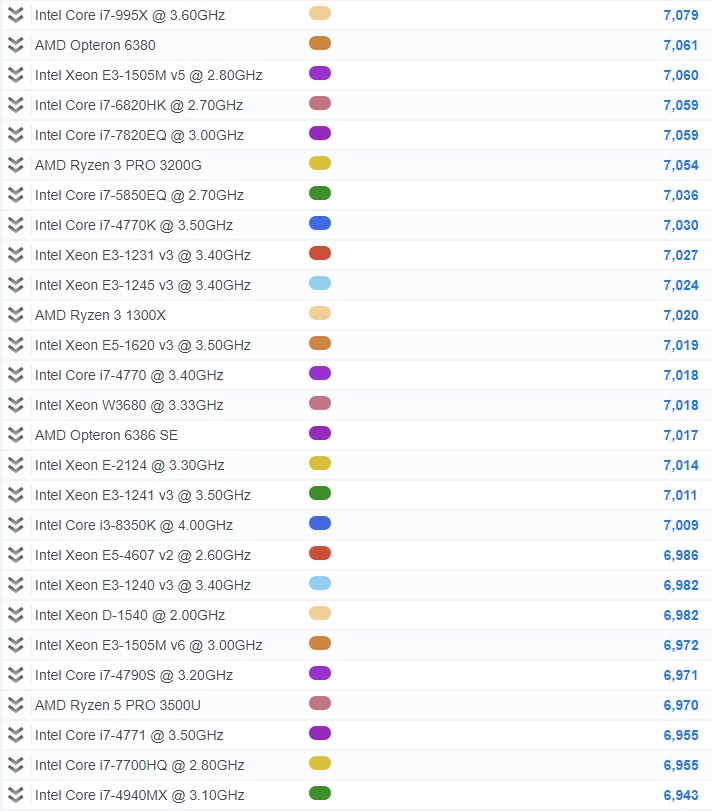 Intel Core i7-995X @ 3.60GHz 7,079
AMD Opteron 6380 7,061
Intel Xeon E3-1505M v5 @ 2.80GHz 7,060
Intel Core i7-6820HK @ 2.70GHz 7,059
Intel Core i7-7820EQ @ 3.00GHz 7,059
AMD Ryzen 3 PRO 3200G 7,054
Intel Core i7-5850EQ @ 2.70GHz 7,036
Intel Core i7-4770K @ 3.50GHz 7,030
Intel Xeon E3-1231 v3 @ 3.40GHz 7,027
Intel Xeon E3-1245 v3 @ 3.40GHz 7,024
AMD Ryzen 3 1300X 7,020
Intel Xeon E5-1620 v3 @ 3.50GHz 7,019
Intel Core i7-4770 @ 3.40GHz 7,018
Intel Xeon W3680 @ 3.33GHz 7,018
AMD Opteron 6386 SE 7,017
Intel Xeon E-2124 @ 3.30GHz 7,014
Intel Xeon E3-1241 v3 @ 3.50GHz 7,011
Intel Core i3-8350K @ 4.00GHz 7,009
Intel Xeon E5-4607 v2 @ 2.60GHz 6,986
Intel Xeon E3-1240 v3 @ 3.40GHz 6,982
Intel Xeon D-1540 @ 2.00GHz 6,982
Intel Xeon E3-1505M v6 @ 3.00GHz 6,972
Intel Core i7-4790S @ 3.20GHz 6,971
AMD Ryzen 5 PRO 3500U 6,970
Intel Core i7-4771 @ 3.50GHz 6,955
Intel Core i7-7700HQ @ 2.80GHz 6,955
Intel Core i7-4940MX @ 3.10GHz 6,943